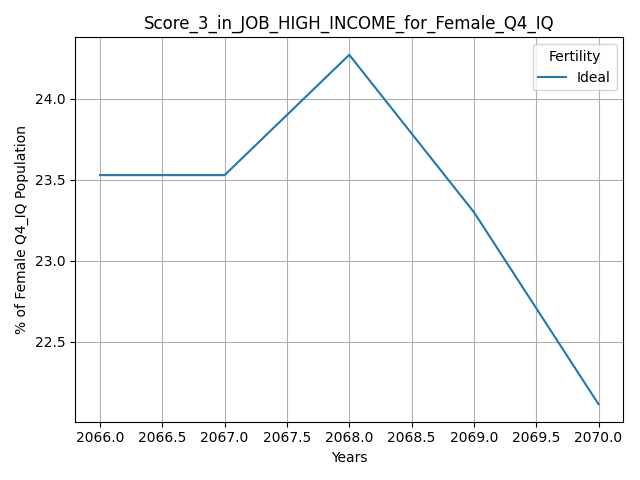 Score_3_in_JOB_HIGH_INCOME_for_Female_Q4_IQ
Fertility
Ideal
% of Female Q4_IQ Population
24.0
23.5
23.0
22.5
2066.0 2066.5 2067.0 2067.5 2068.0 2068.5 2069.0 2069.5 2070.0
Years